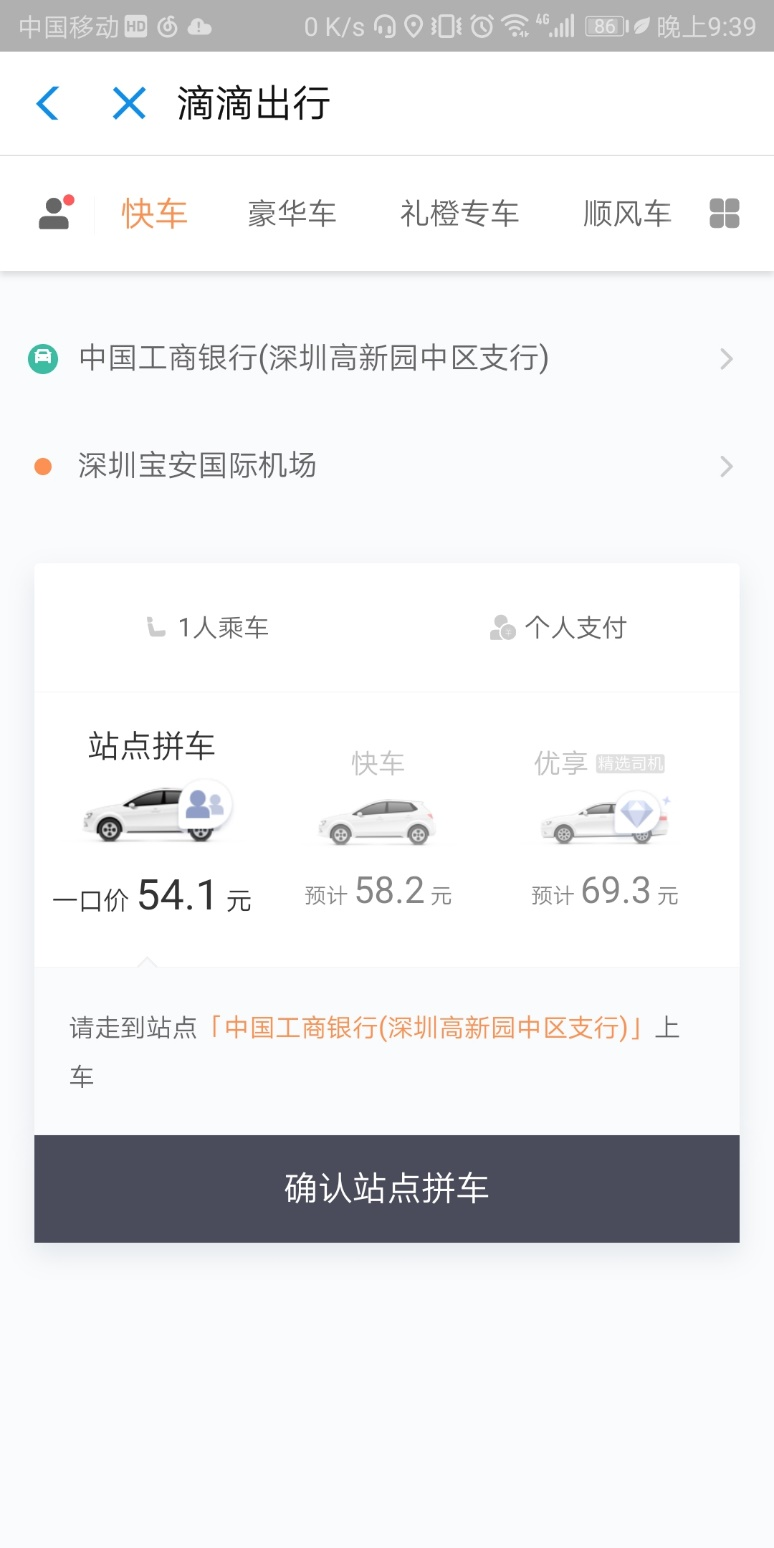 中国移动 HD 0 K/s 4G 86 晚上9:39
滴滴出行
快车 豪华车 礼橙专车 顺风车
中国工商银行(深圳高新园中区支行)
深圳宝安国际机场
1人乘车 个人支付
站点拼车 快车 优享 精选司机
一口价 54.1 元 预计 58.2 元 预计 69.3 元
请走到站点「中国工商银行(深圳高新园中区支行)」上
车
确认站点拼车